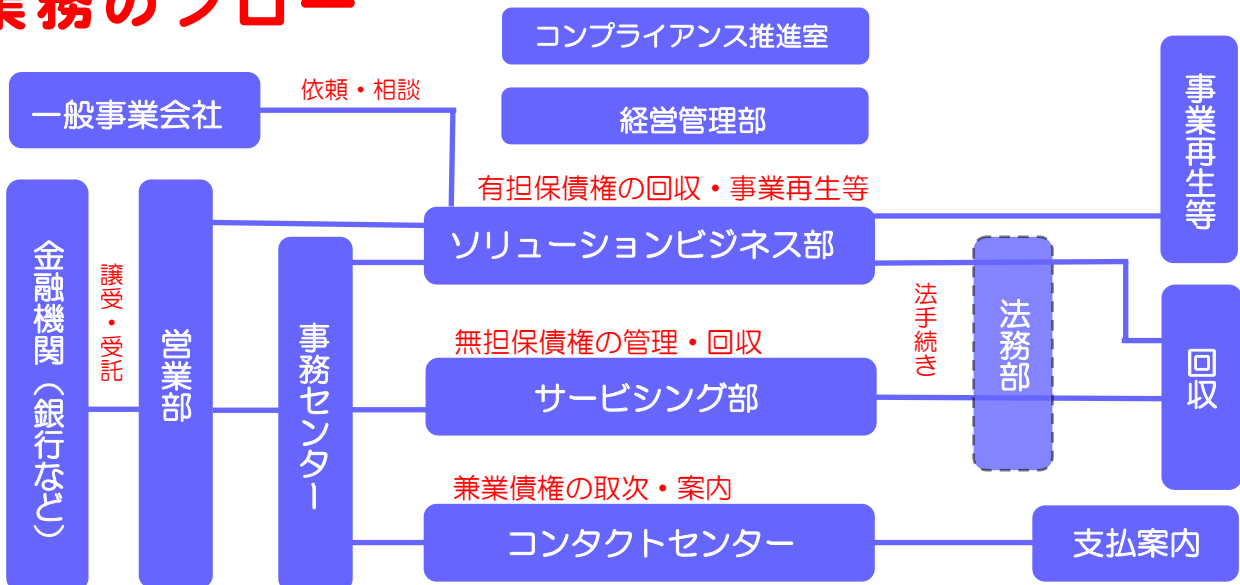 業務のフロー
コンプライアンス推進室
経営管理部
一般事業会社
依頼・相談
事業再生等
有担保債権の回収・事業再生等
ソリューションビジネス部
金融機関（銀行など）
譲受・受託
営業部
事務センター
無担保債権の管理・回収
サービシング部
法手続き
法務部
回収
兼業債権の取次・案内
コンタクトセンター
支払案内